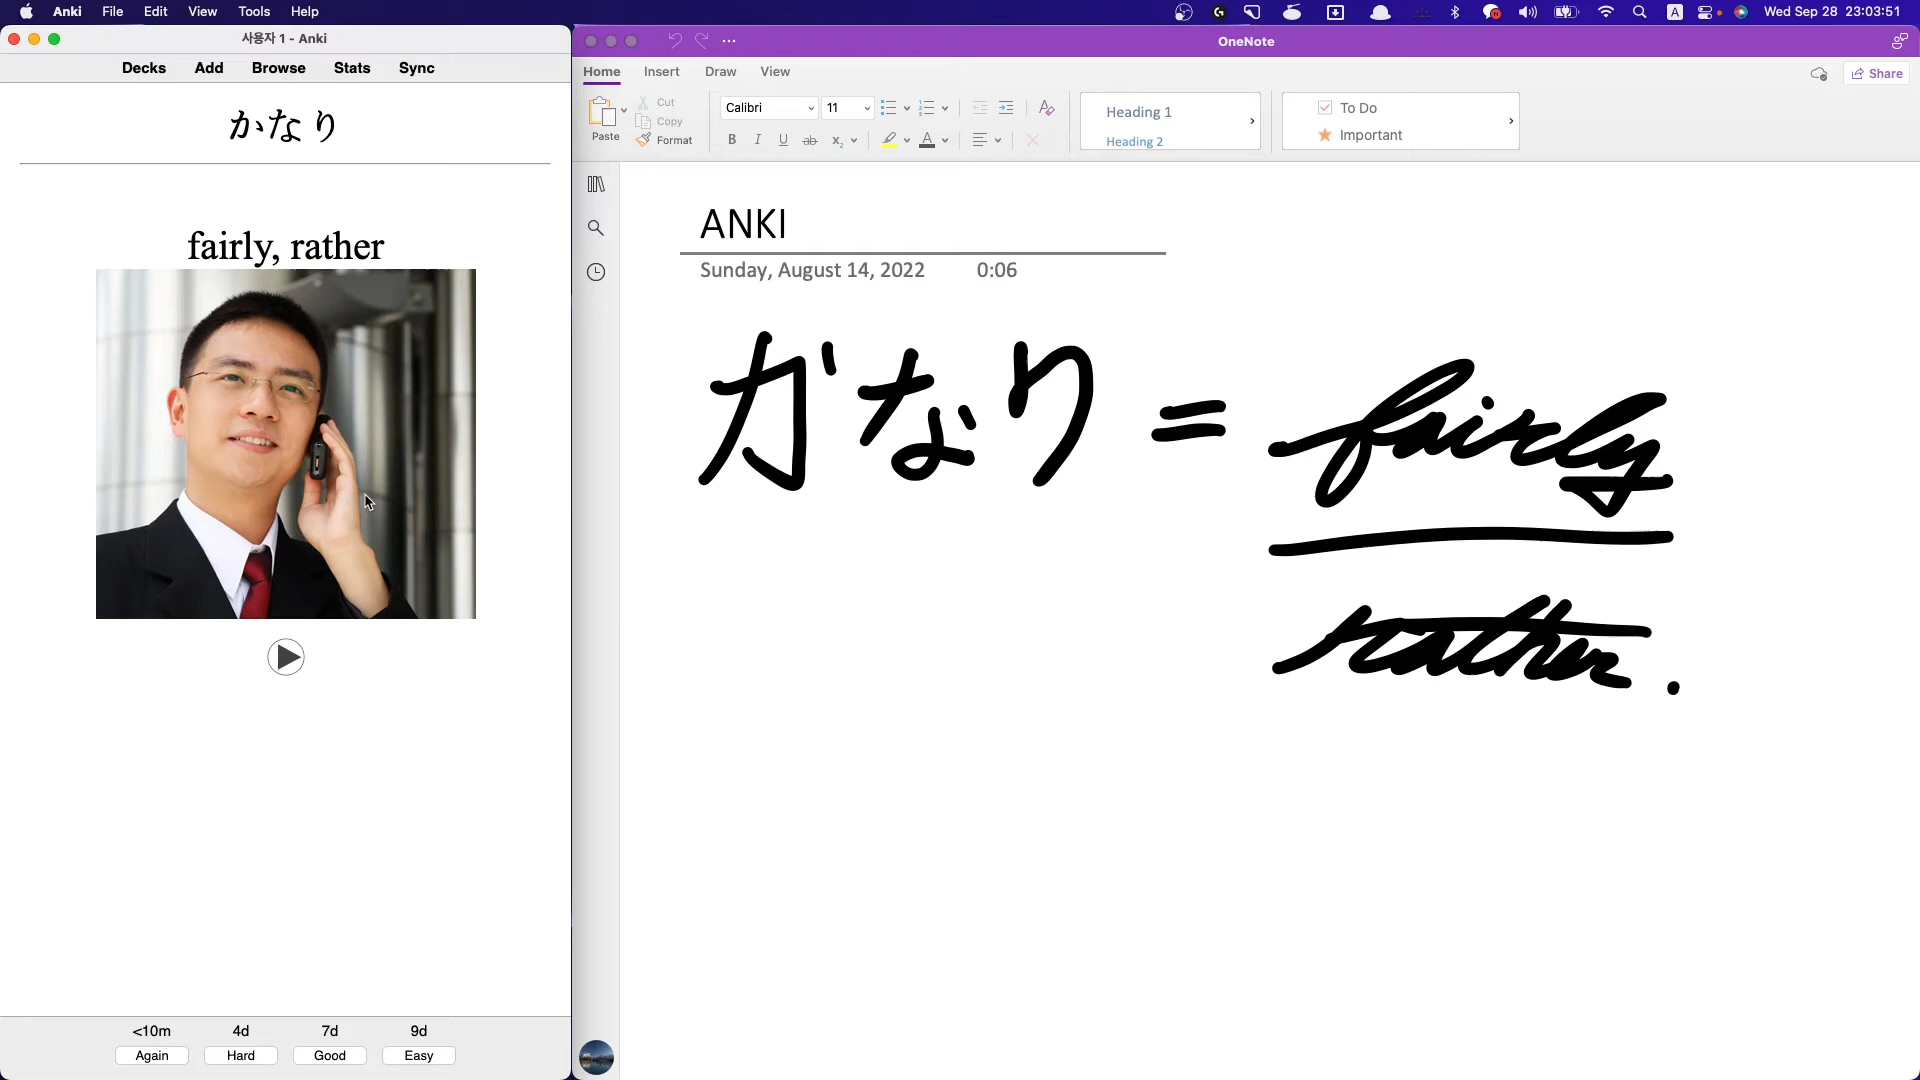 Anki File Edit View Tools Help
A
Wed Sep 28 23:03:51
사용자 1 - Anki
Decks Add Browse Stats Sync
かなり
fairly, rather
<10m 4d 7d 9d
Again Hard Good Easy
OneNote
Home Insert Draw View
Share
Paste
Cut
Copy
Format
Calibri 11
B I U ab x₂ A
Heading 1
Heading 2
To Do
Important
ANKI
Sunday, August 14, 2022 0:06
かなり = fairly
rather.